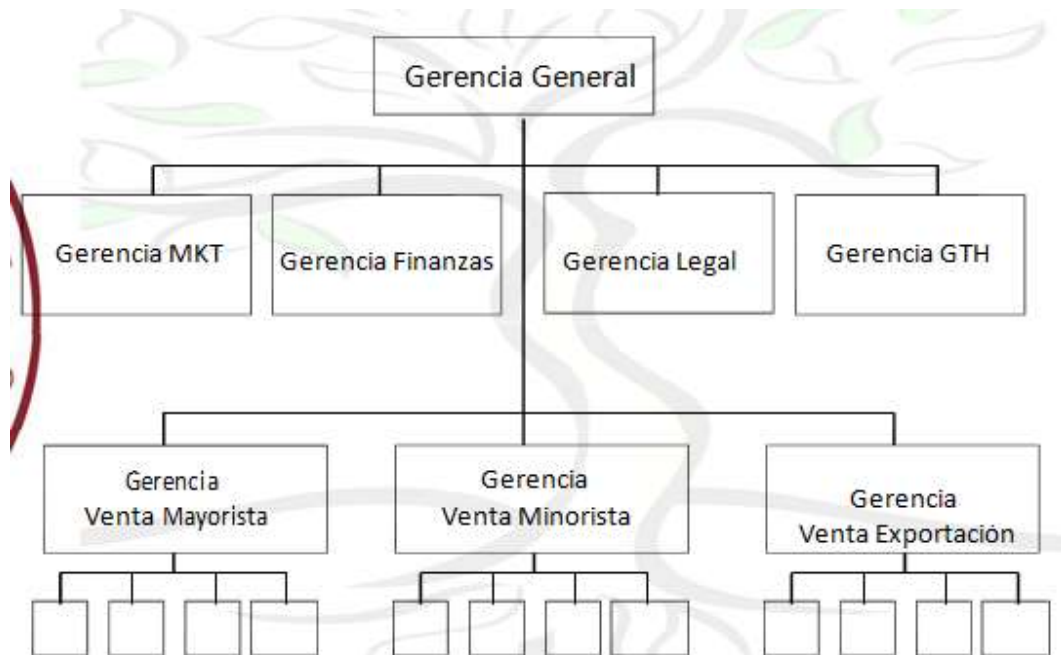 Gerencia General
Gerencia MKT
Gerencia Finanzas
Gerencia Legal
Gerencia GTH
Gerencia
Venta Mayorista
Gerencia
Venta Minorista
Gerencia
Venta Exportación